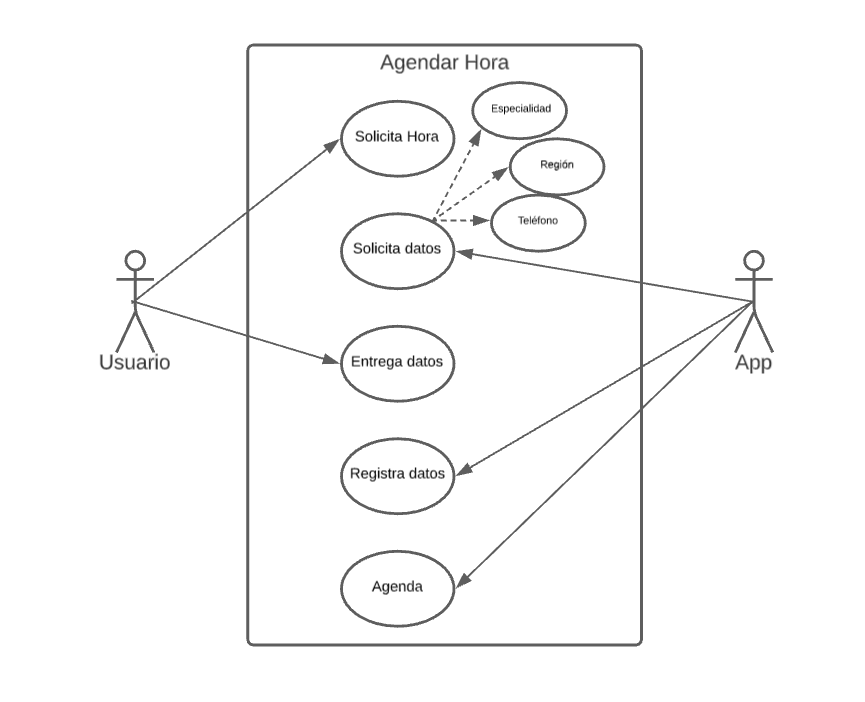 Agendar Hora
Especialidad
Solicita Hora
Región
Teléfono
Solicita datos
Usuario
Entrega datos
App
Registra datos
Agenda